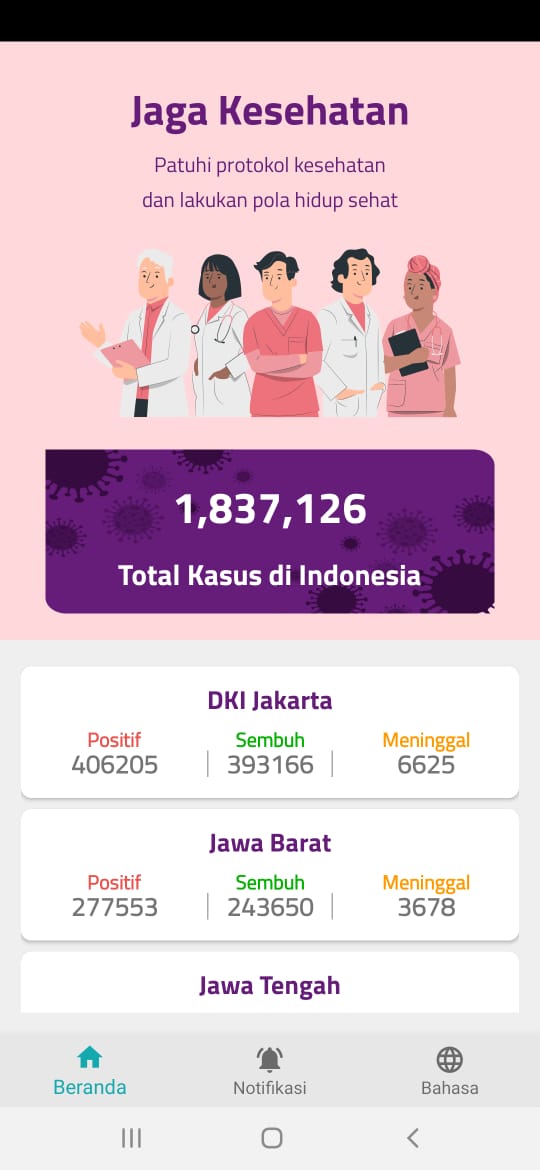 Jaga Kesehatan
Patuhi protokol kesehatan
dan lakukan pola hidup sehat
1,837,126
Total Kasus di Indonesia
DKI Jakarta
Positif Sembuh Meninggal
406205 | 393166 | 6625
Jawa Barat
Positif Sembuh Meninggal
277553 | 243650 | 3678
Jawa Tengah
Beranda Notifikasi Bahasa